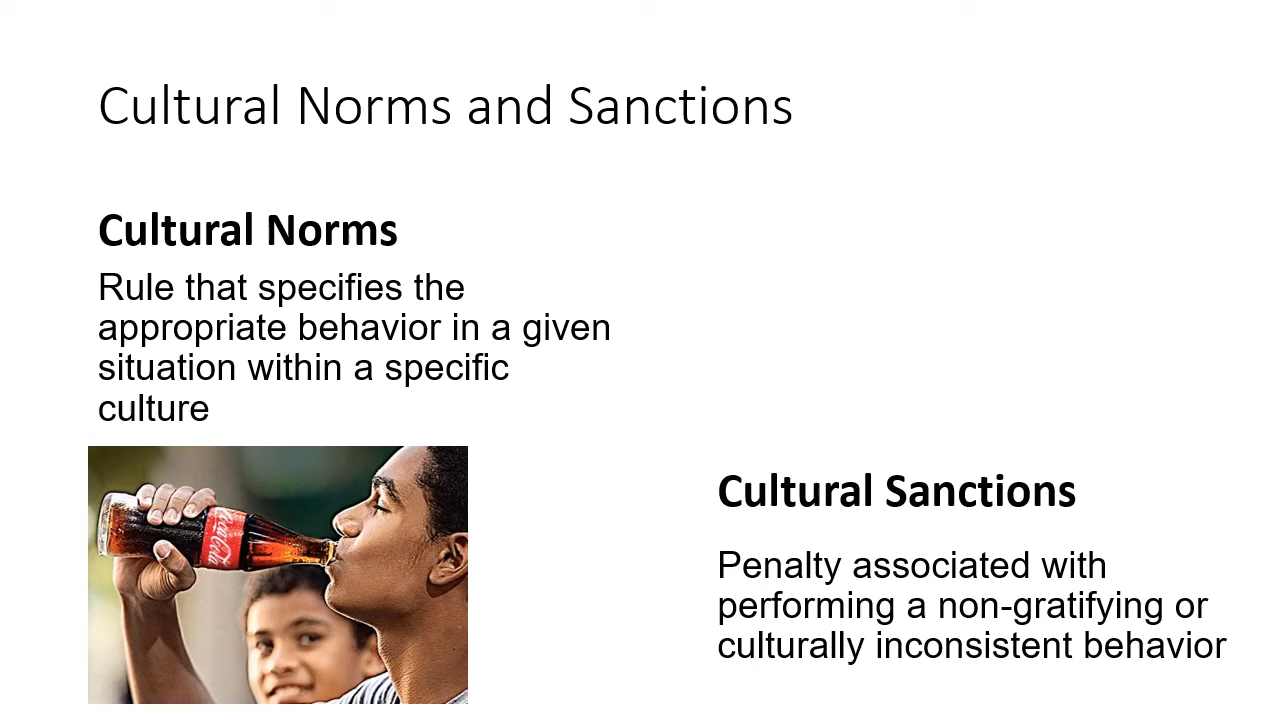 Cultural Norms and Sanctions
Cultural Norms
Rule that specifies the
appropriate behavior in a given
situation within a specific
culture
Coca-Cola
Cultural Sanctions
Penalty associated with
performing a non-gratifying or
culturally inconsistent behavior